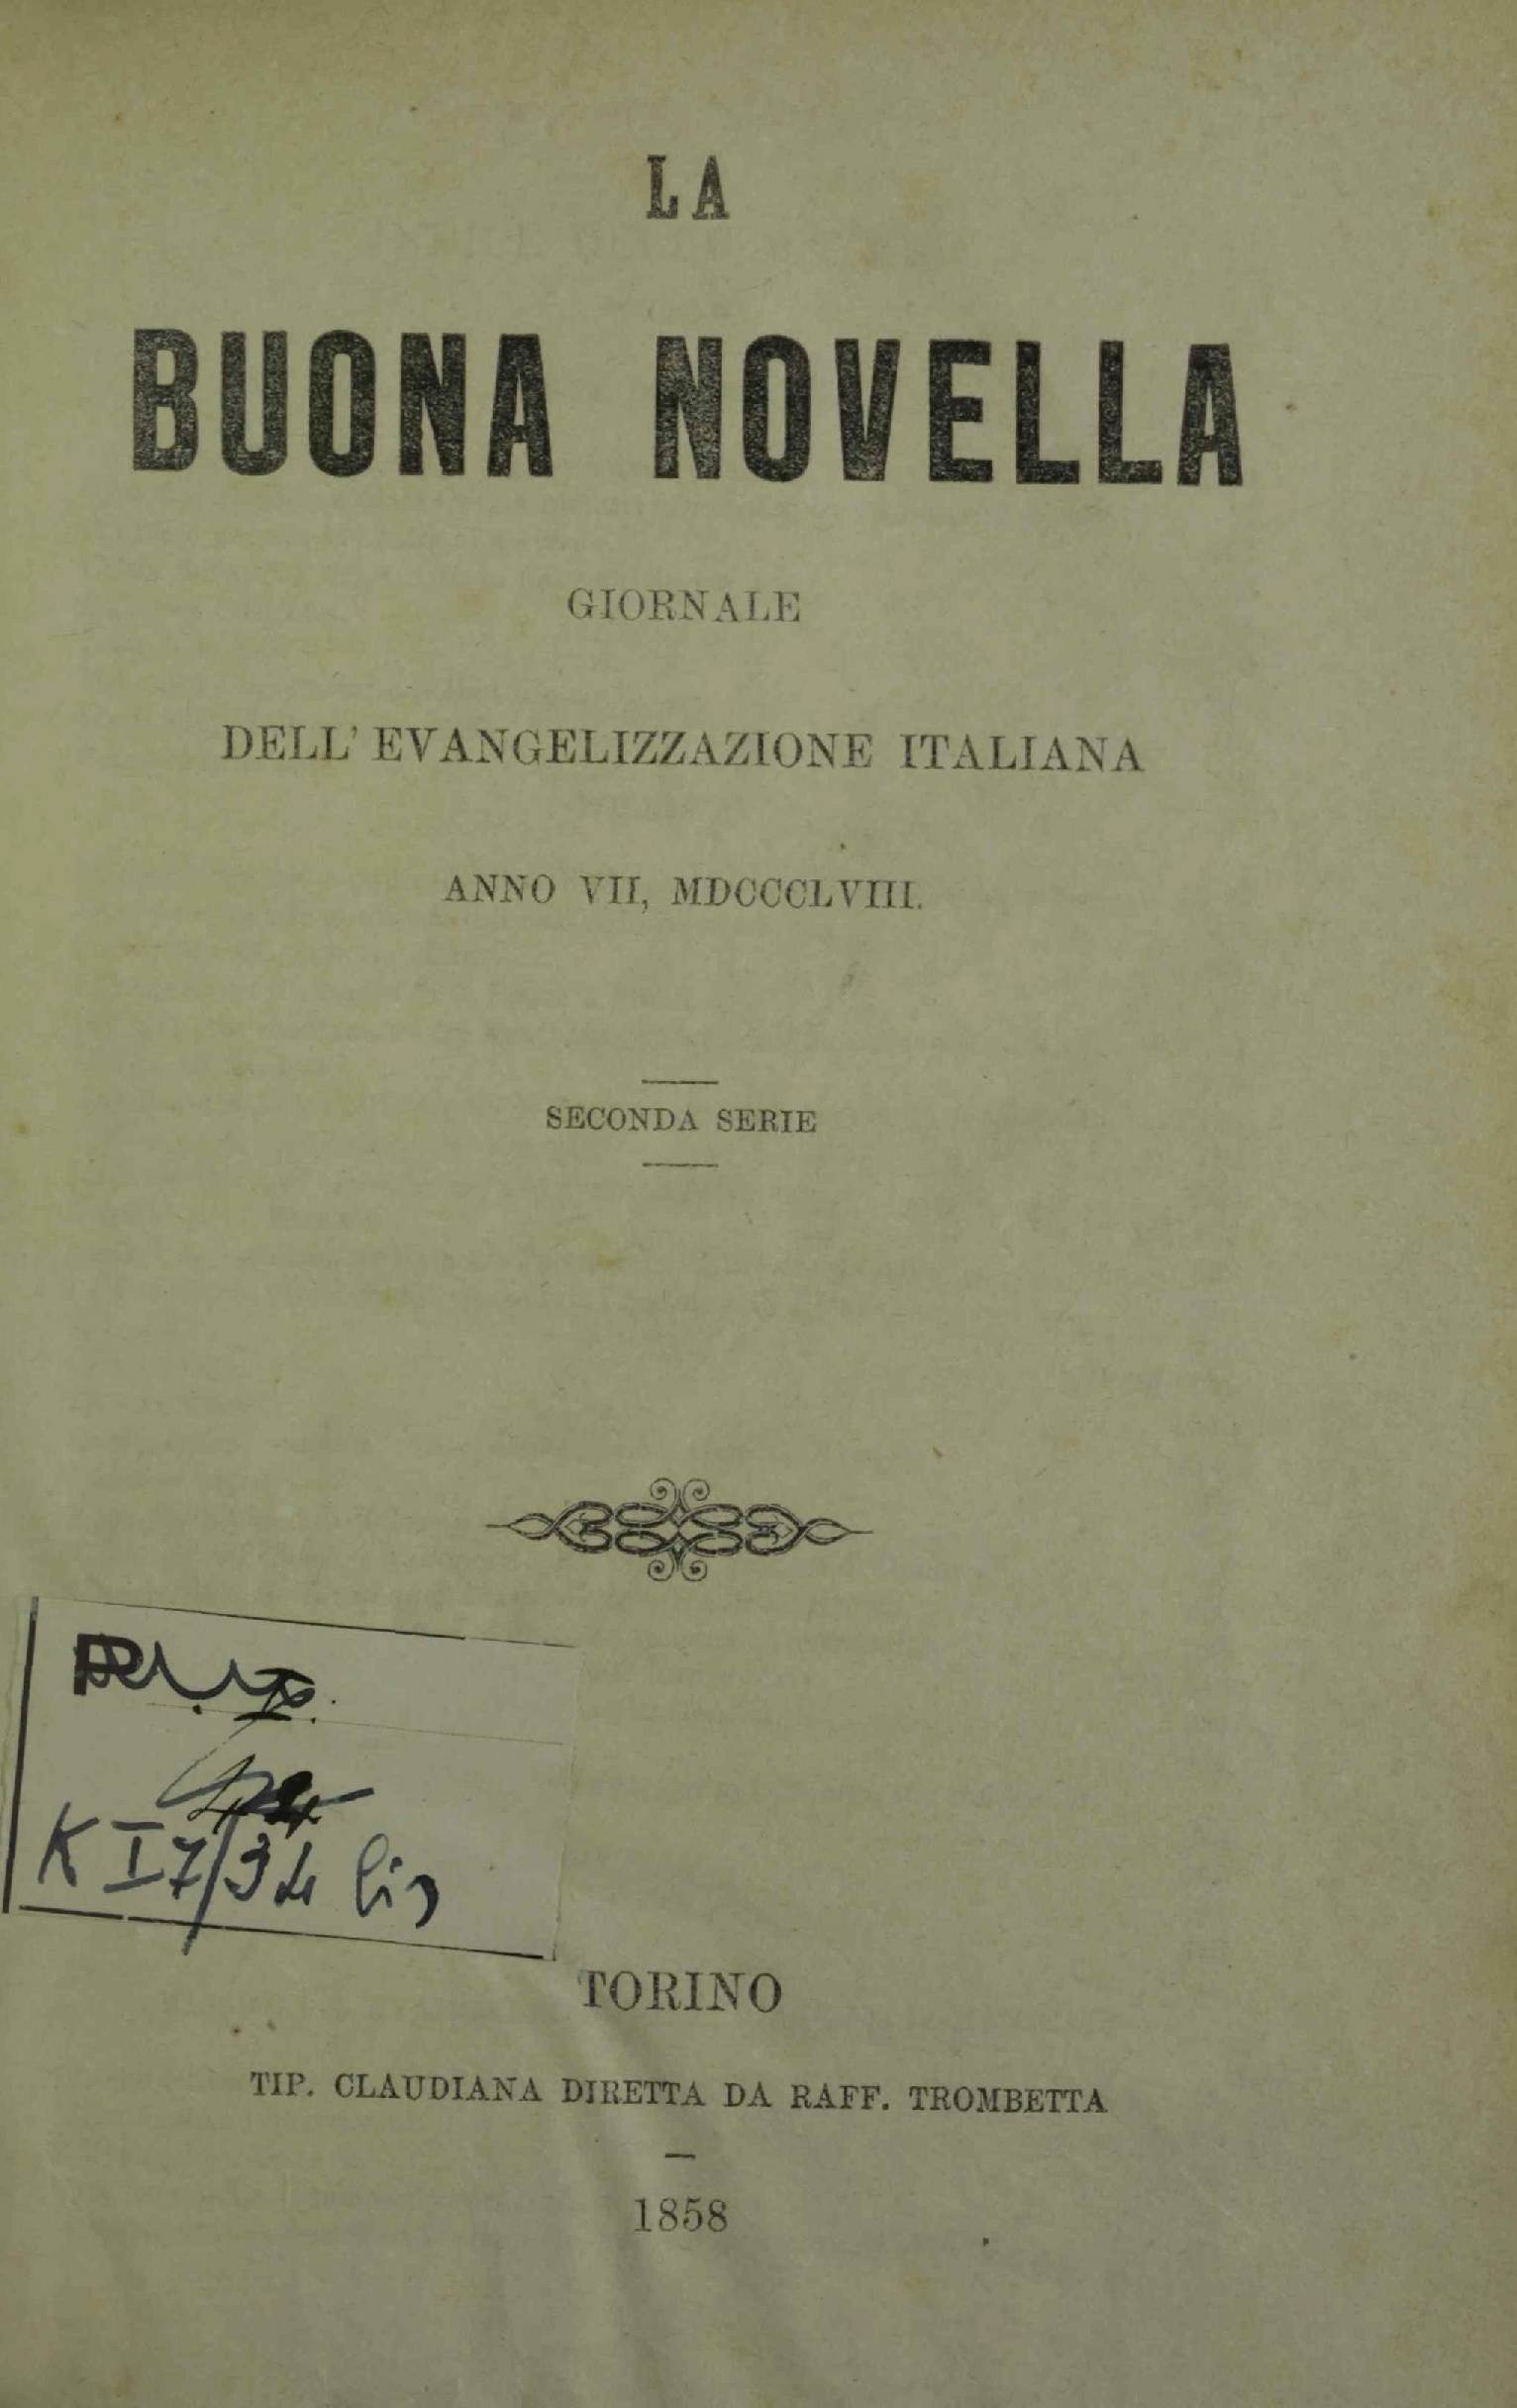 LA
BUONA NOVELLA
GIORNALE
DELL' EVANGELIZZAZIONE ITALIANA
ANNO VII, MDCCCLVIII.
SECONDA SERIE
K I 7/34 bis
TORINO
TIP. CLAUDIANA DIRETTA DA RAFF. TROMBETTA
1858